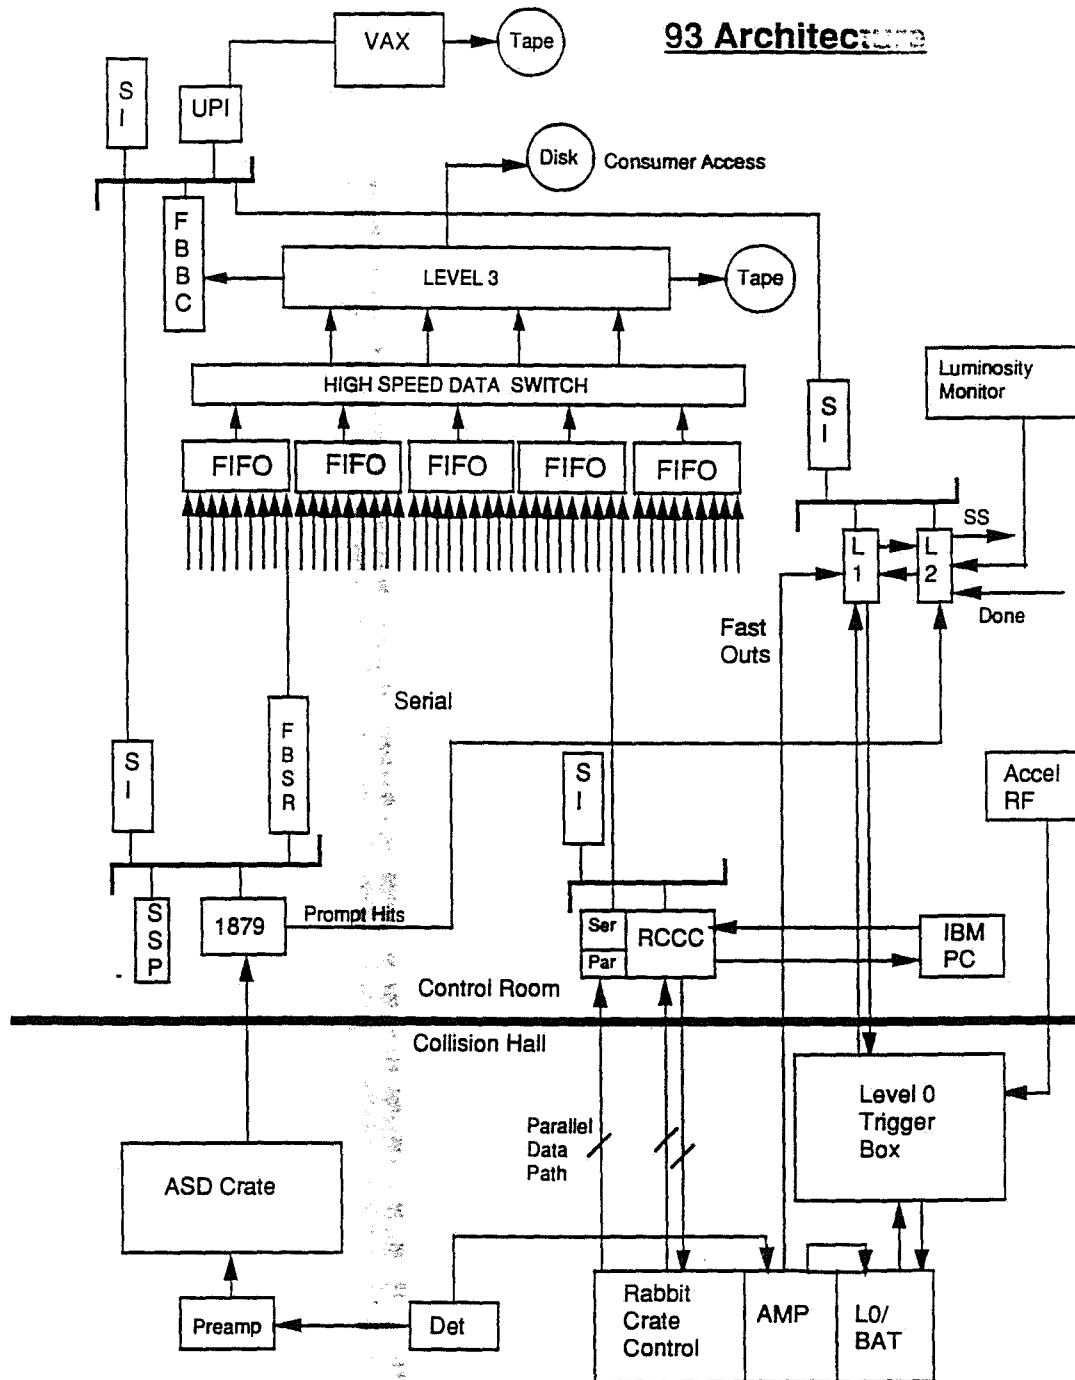 93 Architecture
VAX
Tape
S
I
UPI
Disk
Consumer Access
F
B
B
C
LEVEL 3
Tape
HIGH SPEED DATA SWITCH
Luminosity
Monitor
S
I
FIFO
FIFO
FIFO
FIFO
FIFO
SS
L
1
L
2
Done
Fast
Outs
Serial
F
B
S
R
S
I
S
I
Accel
RF
S
S
P
1879
Prompt Hits
Ser
Par
RCCC
IBM
PC
Control Room
Collision Hall
Level 0
Trigger
Box
Parallel
Data
Path
ASD Crate
Preamp
Det
Rabbit
Crate
Control
AMP
L0/
BAT